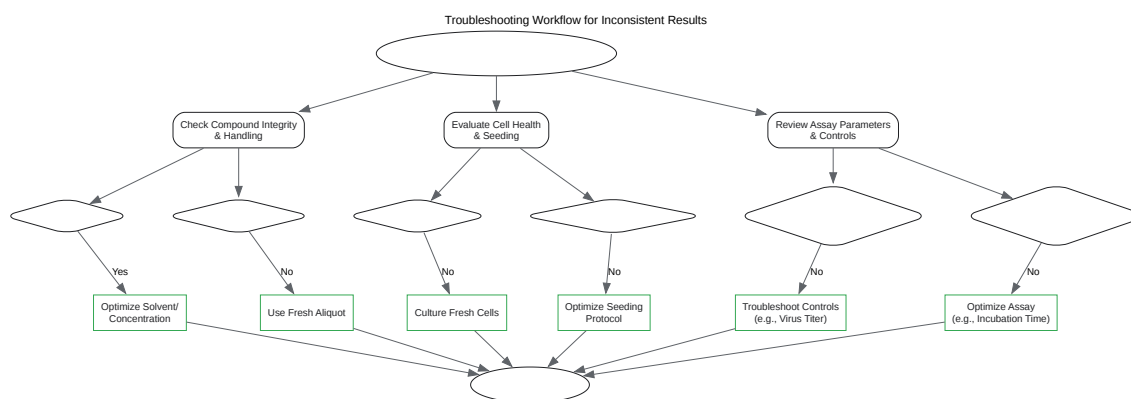 Troubleshooting Workflow for Inconsistent Results
Check Compound Integrity
& Handling
Evaluate Cell Health
& Seeding
Review Assay Parameters
& Controls
Yes
No
No
No
No
No
Optimize Solvent/
Concentration
Use Fresh Aliquot
Culture Fresh Cells
Optimize Seeding
Protocol
Troubleshoot Controls
(e.g., Virus Titer)
Optimize Assay
(e.g., Incubation Time)